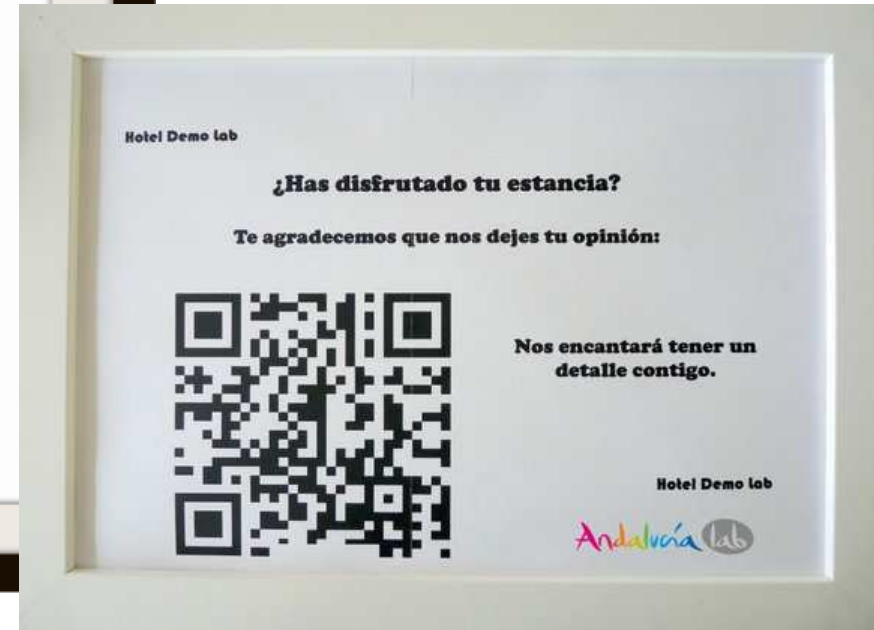 Hotel Demo Lab
¿Has disfrutado tu estancia?
Te agradecemos que nos dejes tu opinión:
Nos encantará tener un
detalle contigo.
Hotel Demo Lab
Andalucía lab